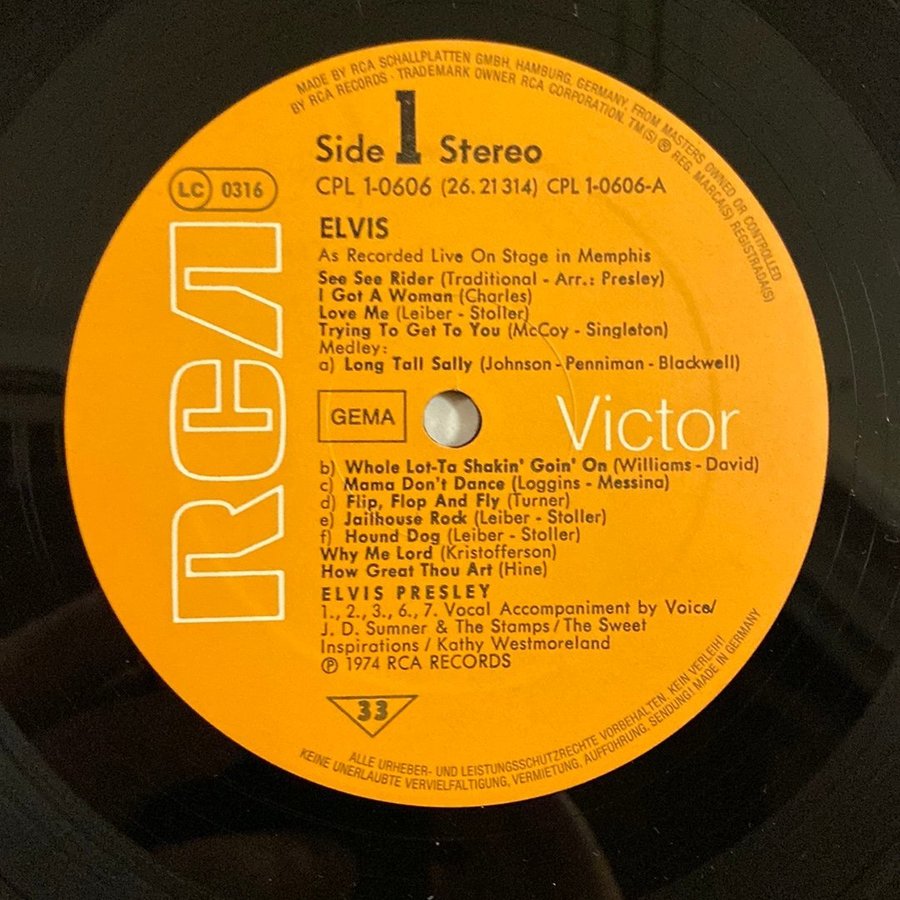 MADE BY RCA SCHALLPLATTEN GMBH, HAMBURG, GERMANY, FROM MASTERS OWNED OR CONTROLLED
BY RCA RECORDS · TRADEMARK OWNER RCA CORPORATION. TM(S) ® REG. MARCA(S) REGISTRADA(S)
Side 1 Stereo
LC 0316
CPL 1-0606 (26.21314) CPL 1-0606-A
RCA
ELVIS
As Recorded Live On Stage in Memphis
See See Rider (Traditional - Arr.: Presley)
I Got A Woman (Charles)
Love Me (Leiber - Stoller)
Trying To Get To You (McCoy - Singleton)
Medley:
a) Long Tall Sally (Johnson - Penniman - Blackwell)
GEMA
Victor
b) Whole Lot-Ta Shakin' Goin' On (Williams - David)
c) Mama Don't Dance (Loggins - Messina)
d) Flip, Flop And Fly (Turner)
e) Jailhouse Rock (Leiber - Stoller)
f) Hound Dog (Leiber - Stoller)
Why Me Lord (Kristofferson)
How Great Thou Art (Hine)
ELVIS PRESLEY
1., 2., 3., 6., 7. Vocal Accompaniment by Voice/
J. D. Sumner & The Stamps / The Sweet
Inspirations / Kathy Westmoreland
℗ 1974 RCA RECORDS
33
ALLE URHEBER- UND LEISTUNGSSCHUTZRECHTE VORBEHALTEN. KEIN VERLEIH!
KEINE UNERLAUBTE VERVIELFÄLTIGUNG, VERMIETUNG, AUFFÜHRUNG, SENDUNG! MADE IN GERMANY